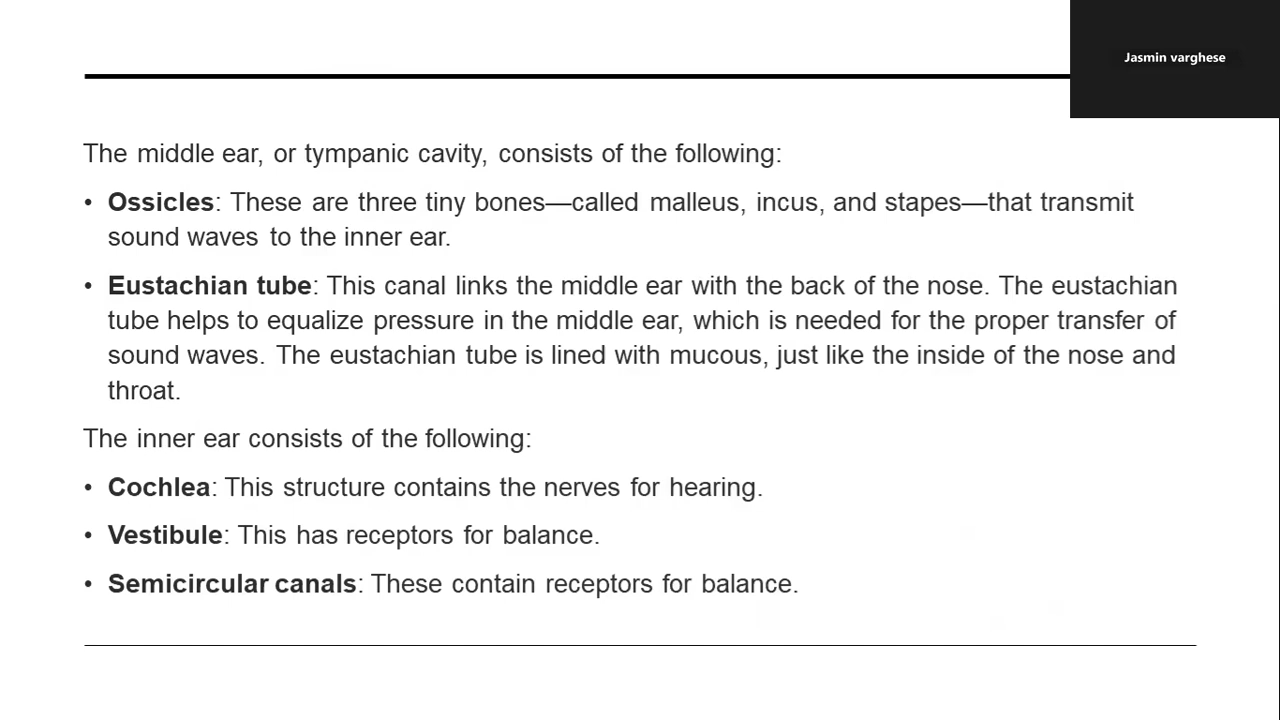 Jasmin varghese
The middle ear, or tympanic cavity, consists of the following:
• Ossicles: These are three tiny bones—called malleus, incus, and stapes—that transmit
sound waves to the inner ear.
• Eustachian tube: This canal links the middle ear with the back of the nose. The eustachian
tube helps to equalize pressure in the middle ear, which is needed for the proper transfer of
sound waves. The eustachian tube is lined with mucous, just like the inside of the nose and
throat.
The inner ear consists of the following:
• Cochlea: This structure contains the nerves for hearing.
• Vestibule: This has receptors for balance.
• Semicircular canals: These contain receptors for balance.